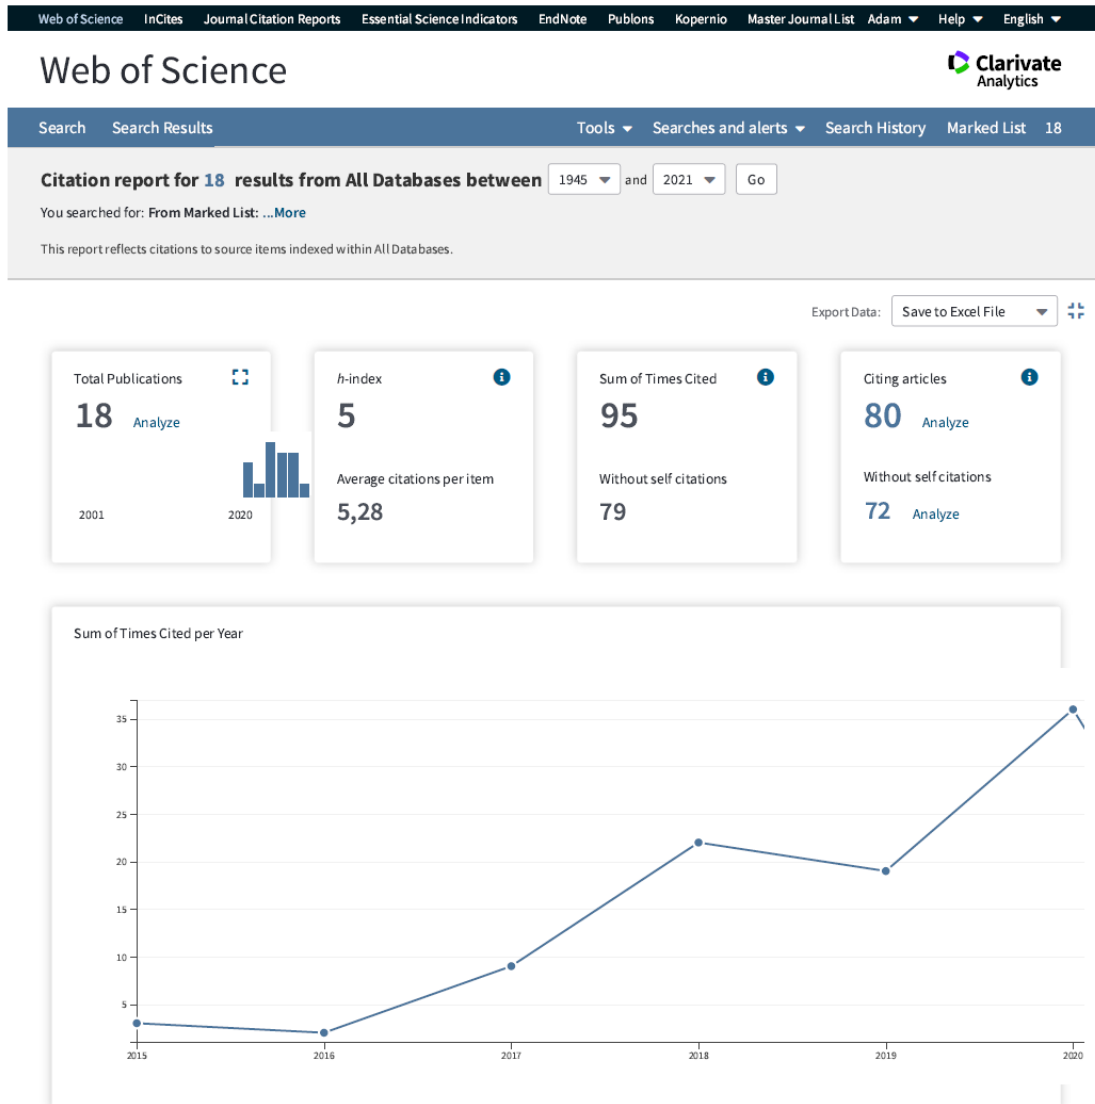 Web of Science InCites Journal Citation Reports Essential Science Indicators EndNote Publons Kopernio Master Journal List Adam Help English
Web of Science
Clarivate
Analytics
Search Search Results Tools Searches and alerts Search History Marked List 18
Citation report for 18 results from All Databases between 1945 and 2021 Go
You searched for: From Marked List: ...More
This report reflects citations to source items indexed within All Databases.
Export Data: Save to Excel File
Total Publications
18 Analyze
2001 2020
h-index
5
Average citations per item
5,28
Sum of Times Cited
95
Without self citations
79
Citing articles
80 Analyze
Without self citations
72 Analyze
Sum of Times Cited per Year
35
30
25
20
15
10
5
2015 2016 2017 2018 2019 2020